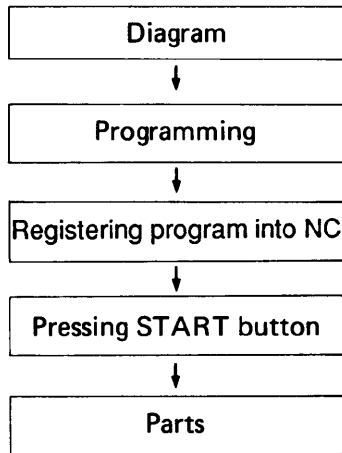 Diagram
Programming
Registering program into NC
Pressing START button
Parts